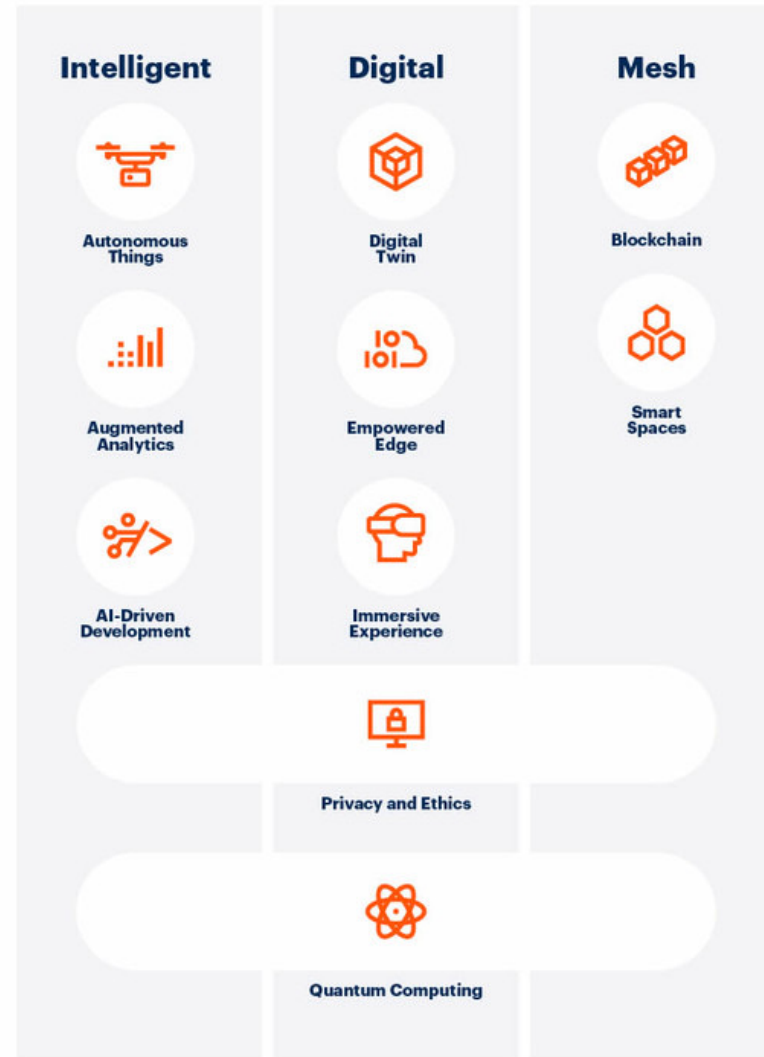 Intelligent
Autonomous
Things
Augmented
Analytics
AI-Driven
Development
Digital
Digital
Twin
Empowered
Edge
Immersive
Experience
Mesh
Blockchain
Smart
Spaces
Privacy and Ethics
Quantum Computing